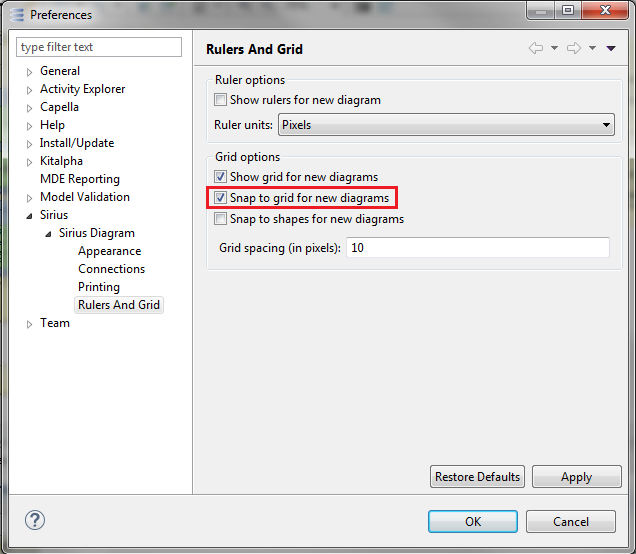 Preferences
type filter text
General
Activity Explorer
Capella
Help
Install/Update
Kitalpha
MDE Reporting
Model Validation
Sirius
Sirius Diagram
Appearance
Connections
Printing
Rulers And Grid
Team
Rulers And Grid
Ruler options
Show rulers for new diagram
Ruler units: Pixels
Grid options
Show grid for new diagrams
Snap to grid for new diagrams
Snap to shapes for new diagrams
Grid spacing (in pixels): 10
Restore Defaults Apply
OK Cancel